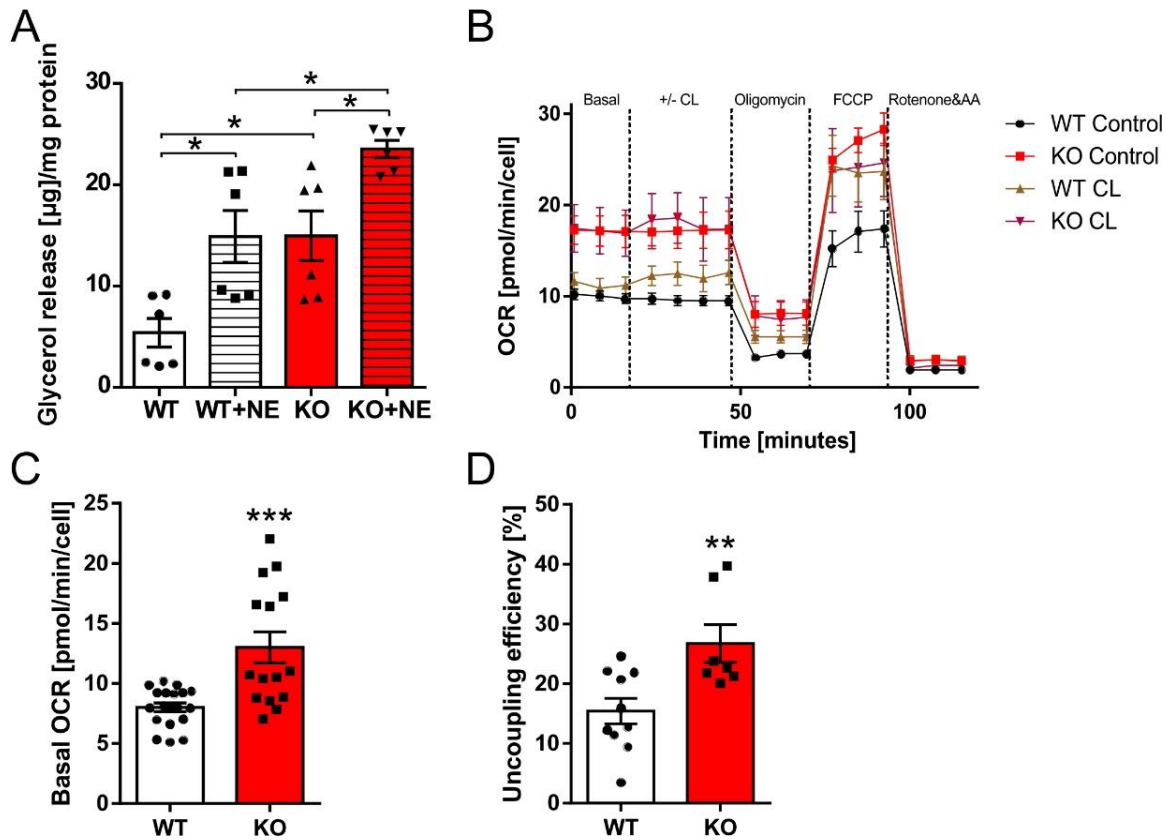 A
Glycerol release [µg]/mg protein
30
20
10
0
*
*
*
*
WT
WT+NE
KO
KO+NE
B
OCR [pmol/min/cell]
30
20
10
0
Basal
+/- CL
Oligomycin
FCCP
Rotenone&AA
0
50
100
Time [minutes]
WT Control
KO Control
WT CL
KO CL
C
Basal OCR [pmol/min/cell]
25
20
15
10
5
0
***
WT
KO
D
Uncoupling efficiency [%]
50
40
30
20
10
0
**
WT
KO